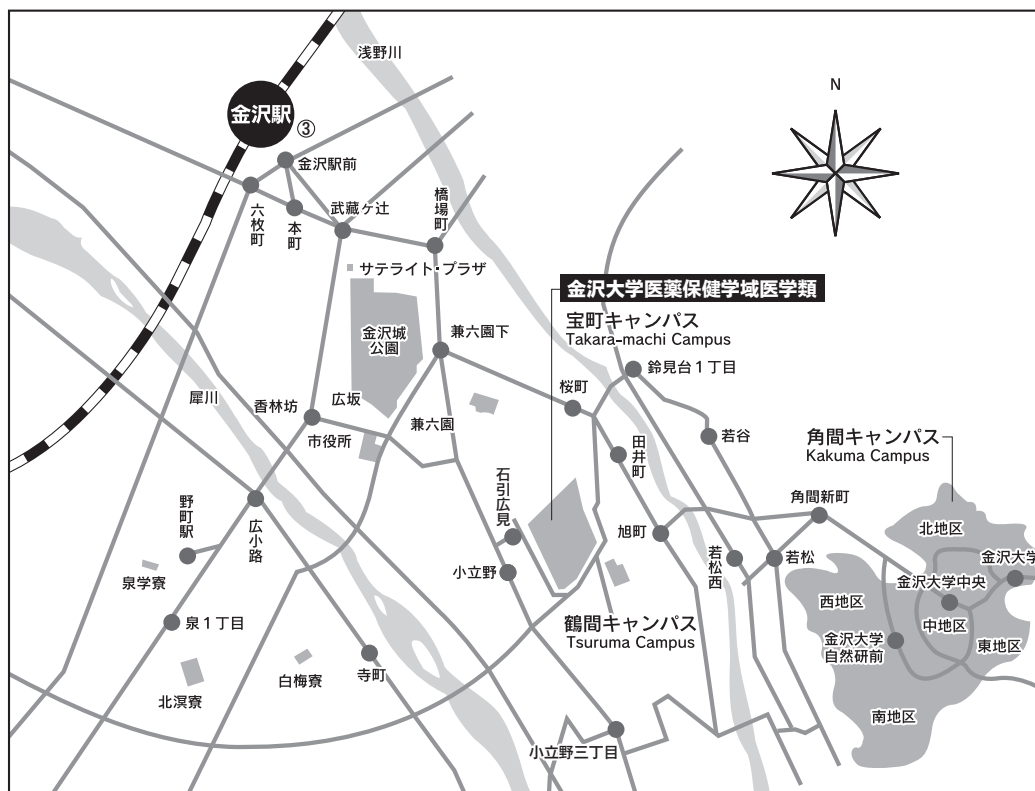 浅野川
N
金沢駅
③
金沢駅前
武蔵ヶ辻
橋場町
六枚町
本町
サテライト・プラザ
金沢大学医薬保健学域医学類
宝町キャンパス
Takara-machi Campus
金沢城
公園
兼六園下
鈴見台1丁目
桜町
犀川
香林坊
広坂
市役所
兼六園
若谷
田井町
角間キャンパス
Kakuma Campus
石引広見
角間新町
野町駅
広小路
旭町
北地区
若松西
若松
金沢大学
泉学寮
小立野
金沢大学中央
西地区
中地区
泉1丁目
鶴間キャンパス
Tsuruma Campus
金沢大学
自然研前
東地区
北溟寮
白梅寮
寺町
南地区
小立野三丁目